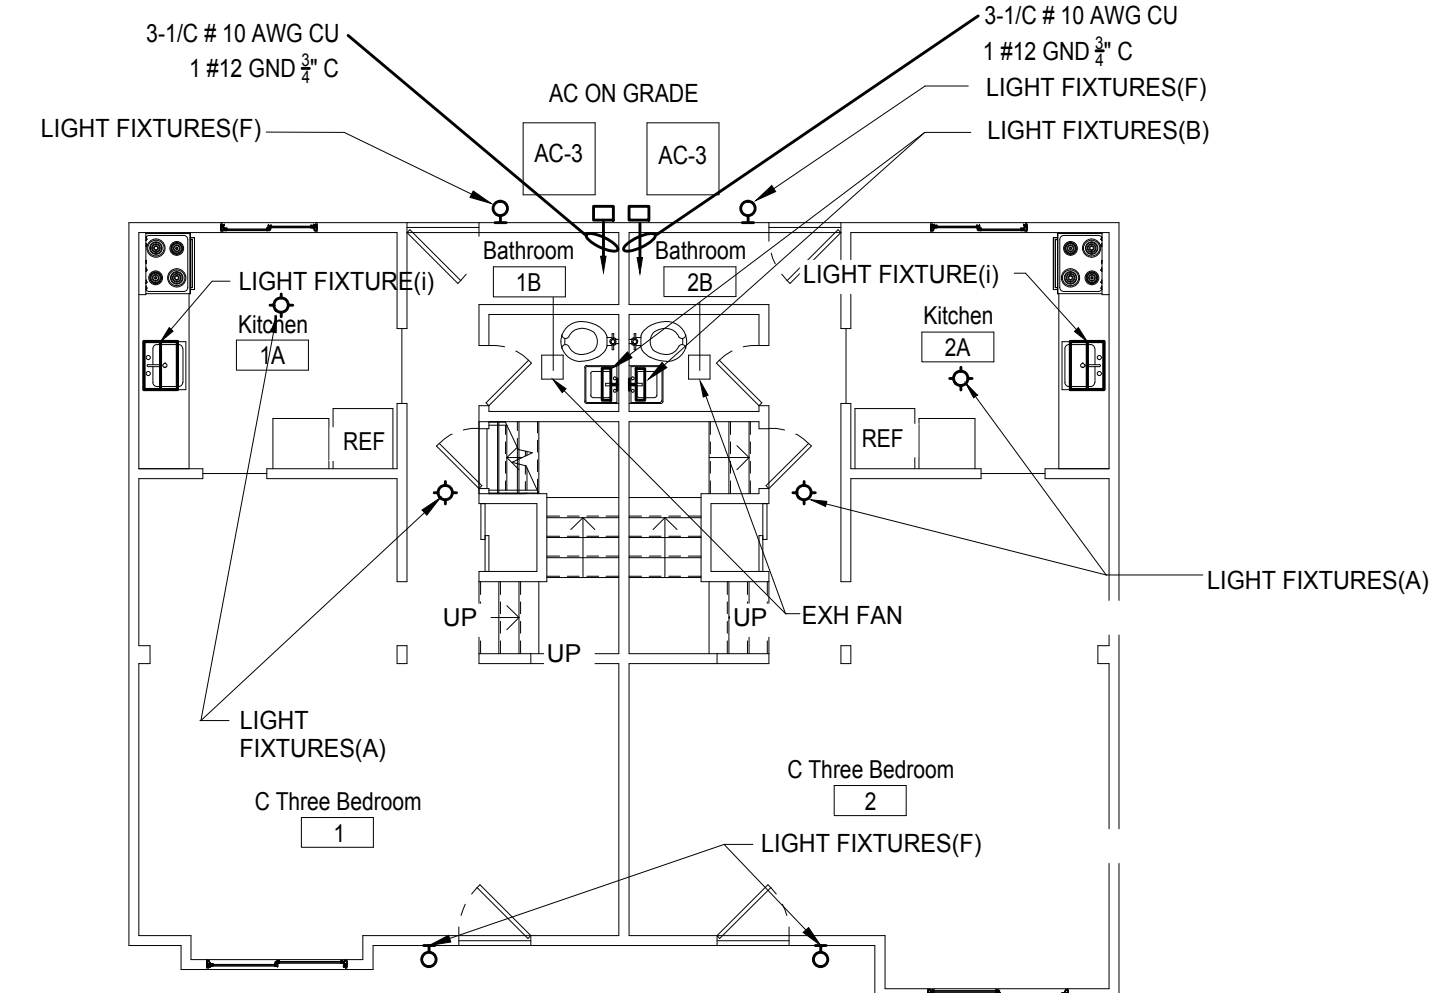 3-1/C # 10 AWG CU
1 #12 GND 3/4" C
3-1/C # 10 AWG CU
1 #12 GND 3/4" C
AC ON GRADE
LIGHT FIXTURES(F)
LIGHT FIXTURES(F)
LIGHT FIXTURES(B)
AC-3
AC-3
Bathroom
1B
Bathroom
2B
LIGHT FIXTURE(i)
LIGHT FIXTURE(i)
Kitchen
1A
Kitchen
2A
REF
REF
LIGHT FIXTURES(A)
UP
UP
EXH FAN
UP
LIGHT
FIXTURES(A)
C Three Bedroom
2
C Three Bedroom
1
LIGHT FIXTURES(F)